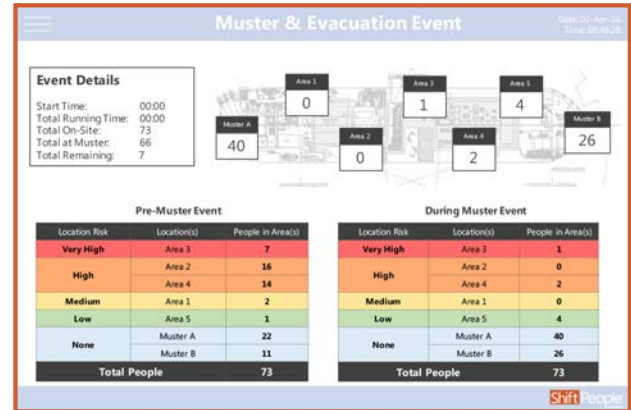 Muster & Evacuation Event
Date: 02-Apr-16
Time: 08:48:28
Event Details
Start Time: 00:00
Total Running Time: 00:00
Total On-Site: 73
Total at Muster: 66
Total Remaining: 7
Muster A
40
Area 1
0
Area 2
0
Area 3
1
Area 4
2
Area 5
4
Muster B
26
Pre-Muster Event
Location Risk Location(s) People in Area(s)
Very High Area 3 7
High Area 2 16
Area 4 14
Medium Area 1 2
Low Area 5 1
None Muster A 22
Muster B 11
Total People 73
During Muster Event
Location Risk Location(s) People in Area(s)
Very High Area 3 1
High Area 2 0
Area 4 2
Medium Area 1 0
Low Area 5 4
None Muster A 40
Muster B 26
Total People 73
Shift People